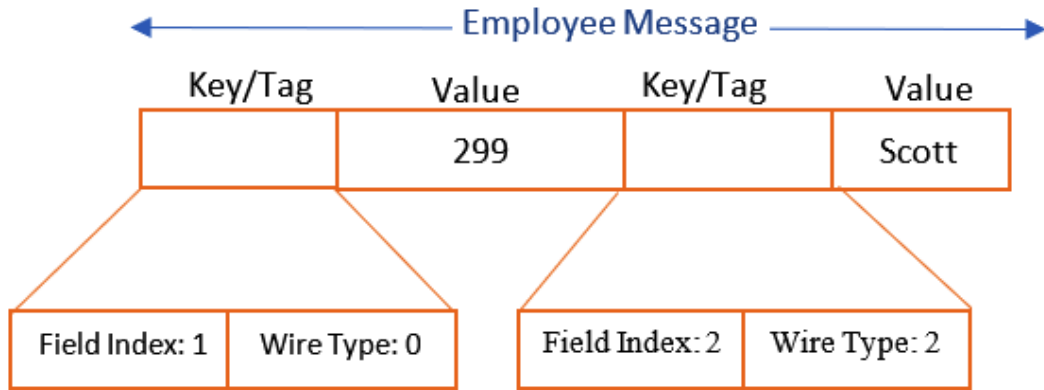 Employee Message
Key/Tag Value Key/Tag Value
299 Scott
Field Index: 1 Wire Type: 0 Field Index: 2 Wire Type: 2